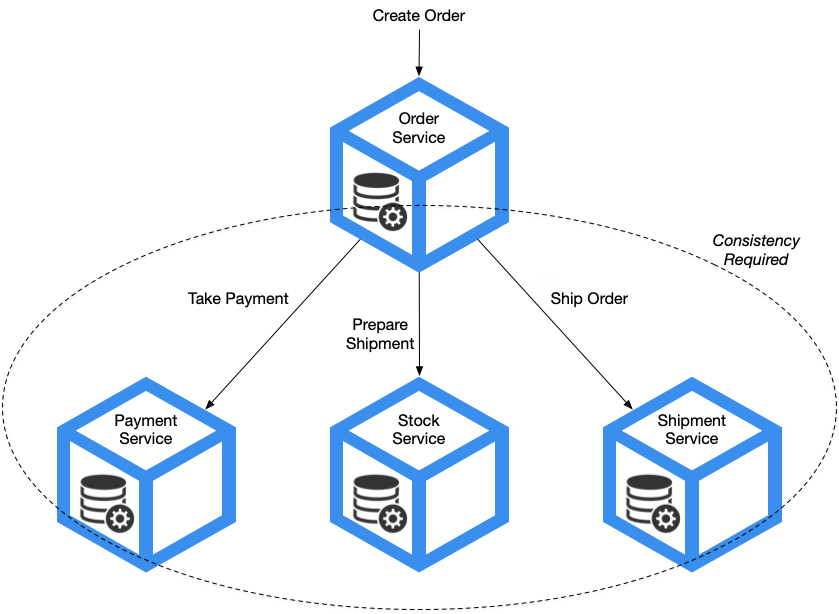 Create Order
Order
Service
Consistency
Required
Take Payment
Prepare
Shipment
Ship Order
Payment
Service
Stock
Service
Shipment
Service